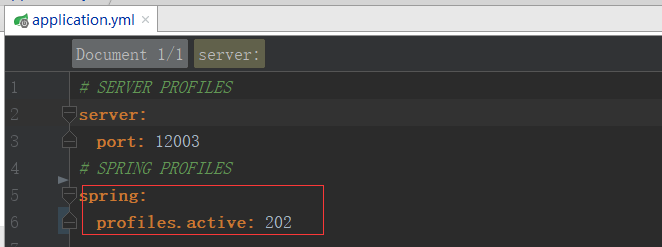 application.yml
Document 1/1 server:
1 # SERVER PROFILES
2 server:
3 port: 12003
4 # SPRING PROFILES
5 spring:
6 profiles.active: 202